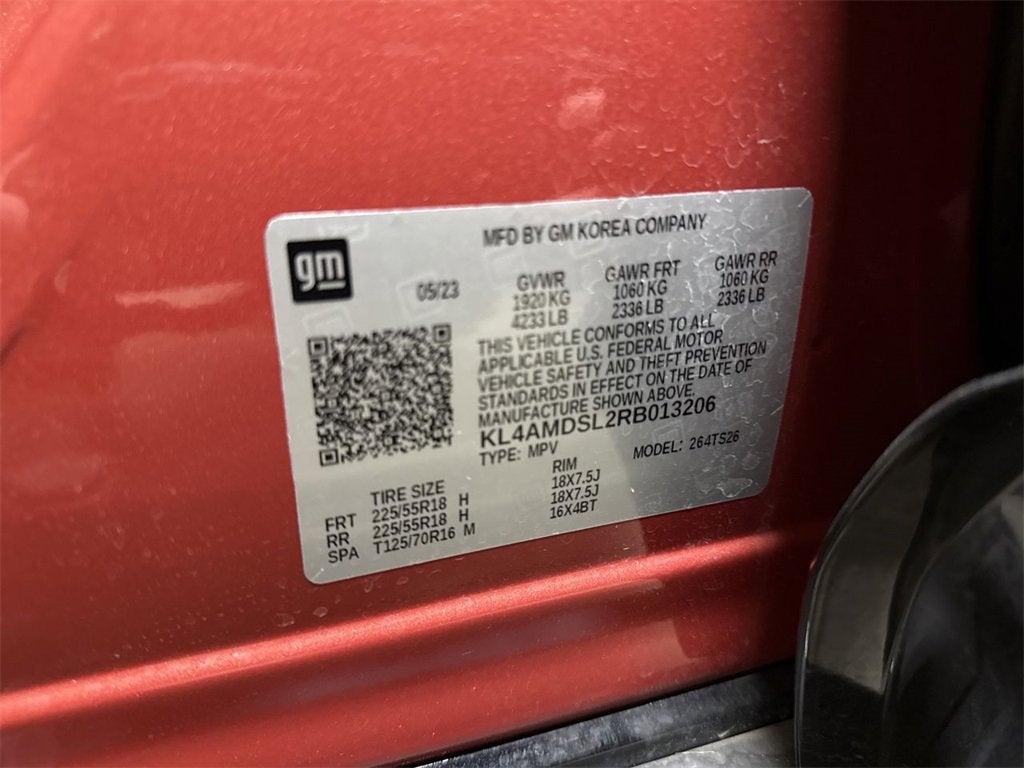 gm
MFD BY GM KOREA COMPANY
05/23
GVWR GAWR FRT GAWR RR
1920 KG 1060 KG 1060 KG
4233 LB 2336 LB 2336 LB
THIS VEHICLE CONFORMS TO ALL
APPLICABLE U.S. FEDERAL MOTOR
VEHICLE SAFETY AND THEFT PREVENTION
STANDARDS IN EFFECT ON THE DATE OF
MANUFACTURE SHOWN ABOVE.
KL4AMDSL2RB013206
TYPE: MPV MODEL: 264TS26
TIRE SIZE RIM
FRT 225/55R18 H 18X7.5J
RR 225/55R18 H 18X7.5J
SPA T125/70R16 M 16X4BT